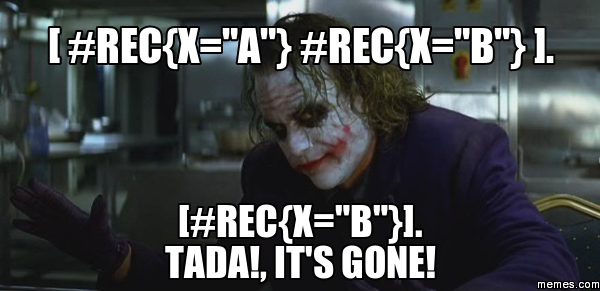 [ #REC{X="A"} #REC{X="B"} ].
[#REC{X="B"}].
TADA!, IT'S GONE!
memes.com